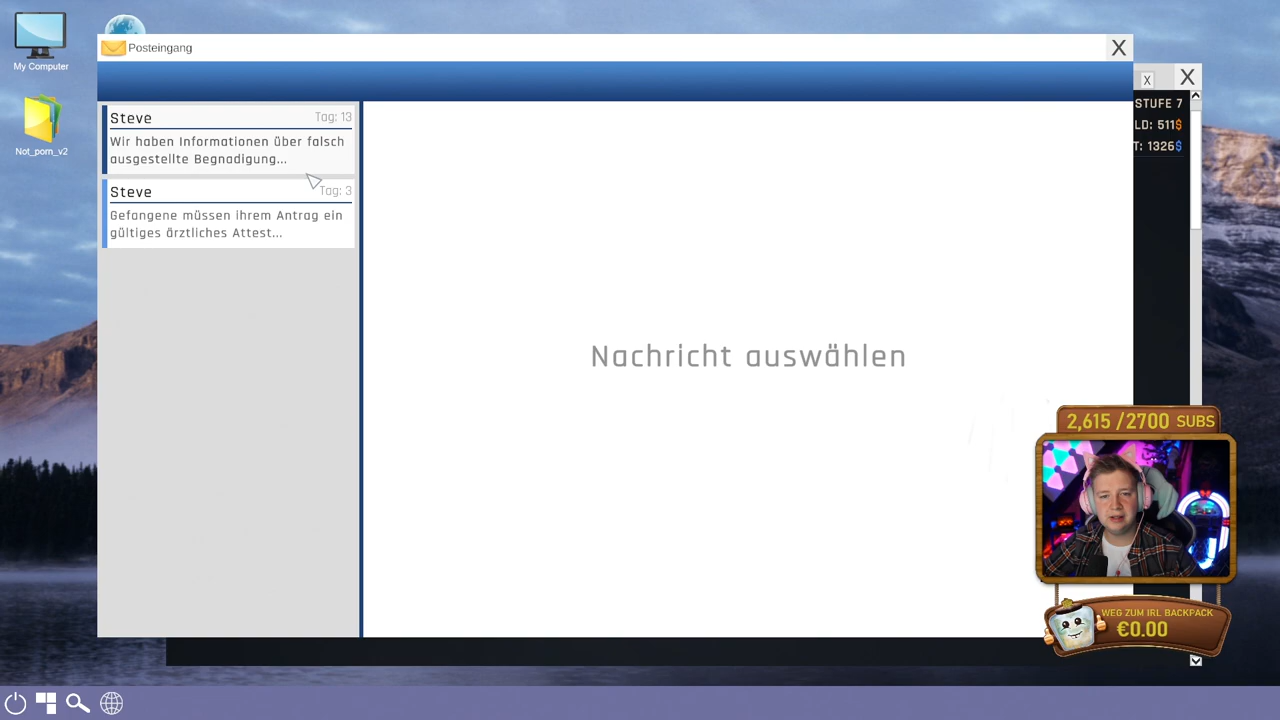 My Computer
Not_porn_v2
Posteingang
X
Steve
Tag: 13
Wir haben Informationen über falsch
ausgestellte Begnadigung...
Steve
Tag: 3
Gefangene müssen ihrem Antrag ein
gültiges ärztliches Attest...
Nachricht auswählen
X
X
STUFE 7
LD: 511$
T: 1326$
2,615 /2700 SUBS
WEG ZUM IRL BACKPACK
€0.00